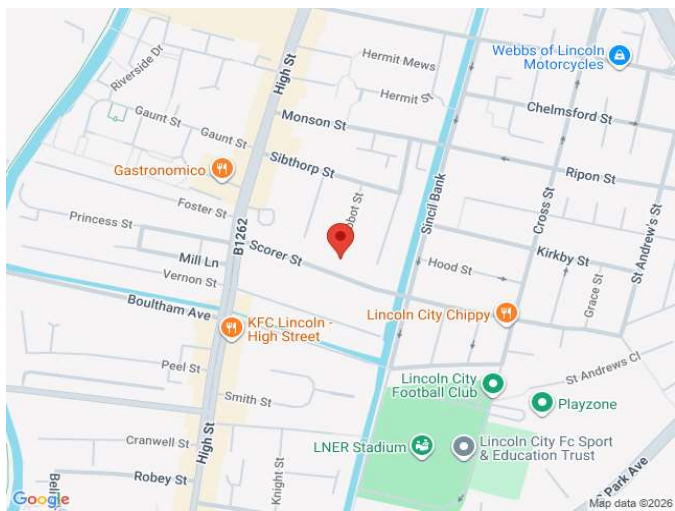 Riverside Dr
High St
Hermit Mews
Webbs of Lincoln
Motorcycles
Hermit St
Chelmsford St
Gaunt St
Monson St
Gaunt St
Sibthorp St
Gastronomico
Ripon St
Foster St
Sincil Bank
Cross St
St Andrew's St
Princess St
B1262
Scorer St
Kirkby St
Mill Ln
Hood St
Vernon St
Grace St
Boultham Ave
Lincoln City Chippy
KFC Lincoln -
High Street
Peel St
St Andrews Cl
Lincoln City
Football Club
Playzone
Smith St
Cranwell St
High St
LNER Stadium
Lincoln City Fc Sport
& Education Trust
Robey St
Knight St
Park Ave
Google
Map data ©2026